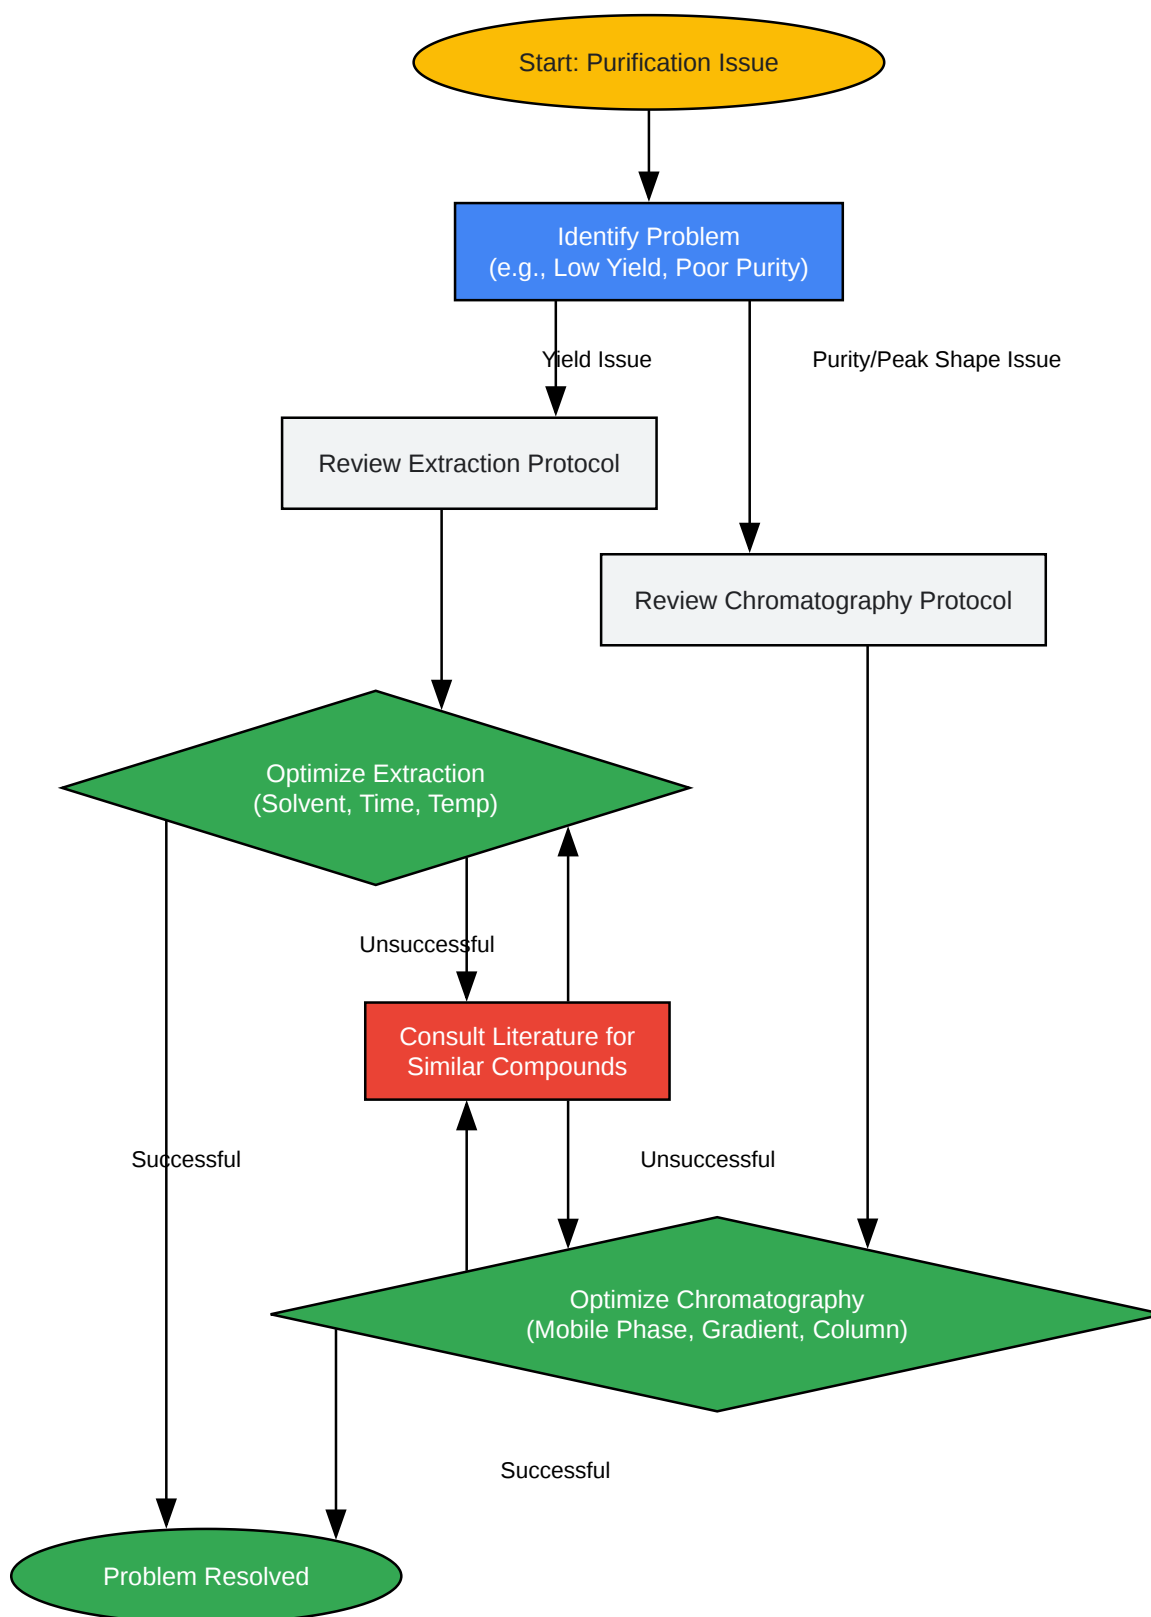 Start: Purification Issue
Identify Problem
(e.g., Low Yield, Poor Purity)
Yield Issue
Purity/Peak Shape Issue
Review Extraction Protocol
Review Chromatography Protocol
Optimize Extraction
(Solvent, Time, Temp)
Unsuccessful
Consult Literature for
Similar Compounds
Successful
Unsuccessful
Optimize Chromatography
(Mobile Phase, Gradient, Column)
Successful
Problem Resolved